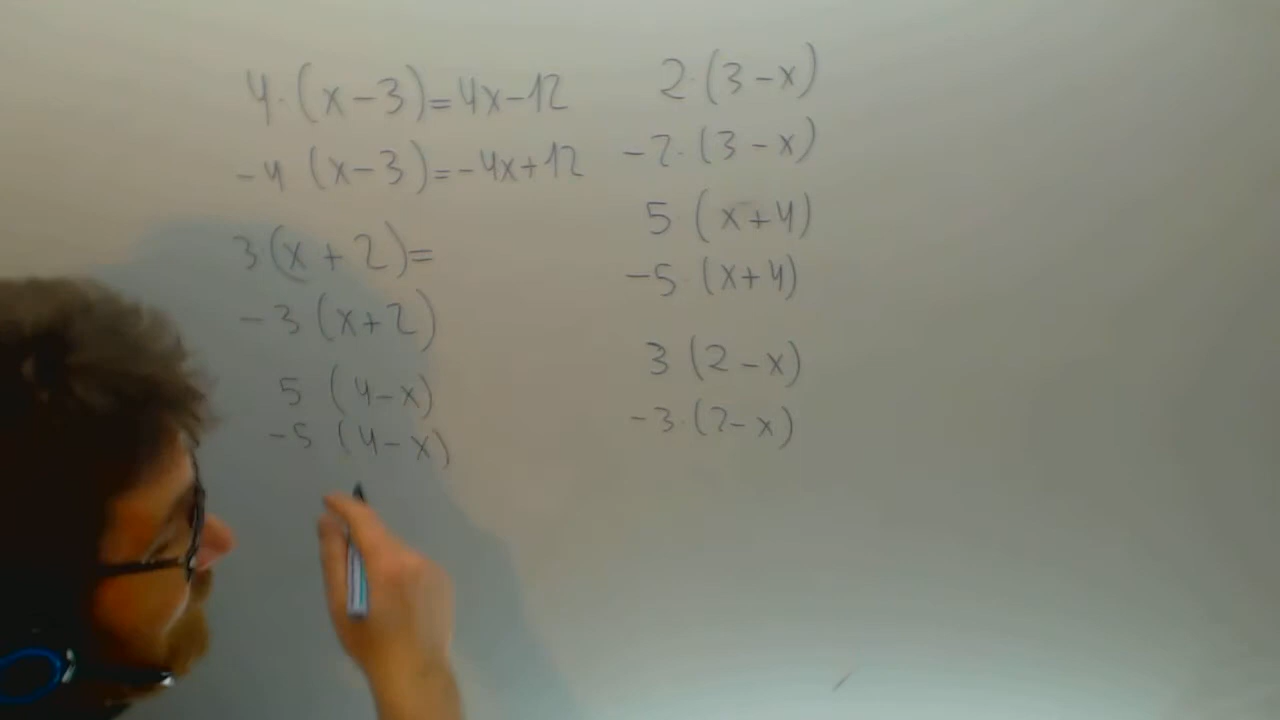 4·(x-3)=4x-12
-4 (x-3)=-4x+12
3(x+2)=
-3(x+2)
5 (4-x)
-5 (4-x)
2·(3-x)
-2·(3-x)
5 (x+4)
-5 (x+4)
3 (2-x)
-3·(2-x)